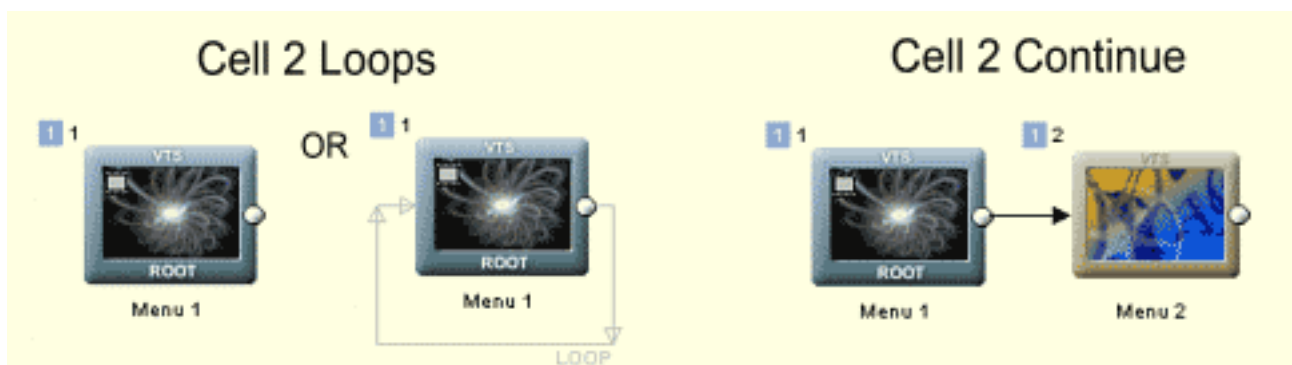 Cell 2 Loops
1 1
VTS
ROOT
Menu 1
OR
1 1
VTS
ROOT
Menu 1
LOOP
Cell 2 Continue
1 1
VTS
ROOT
Menu 1
1 2
VTS
Menu 2